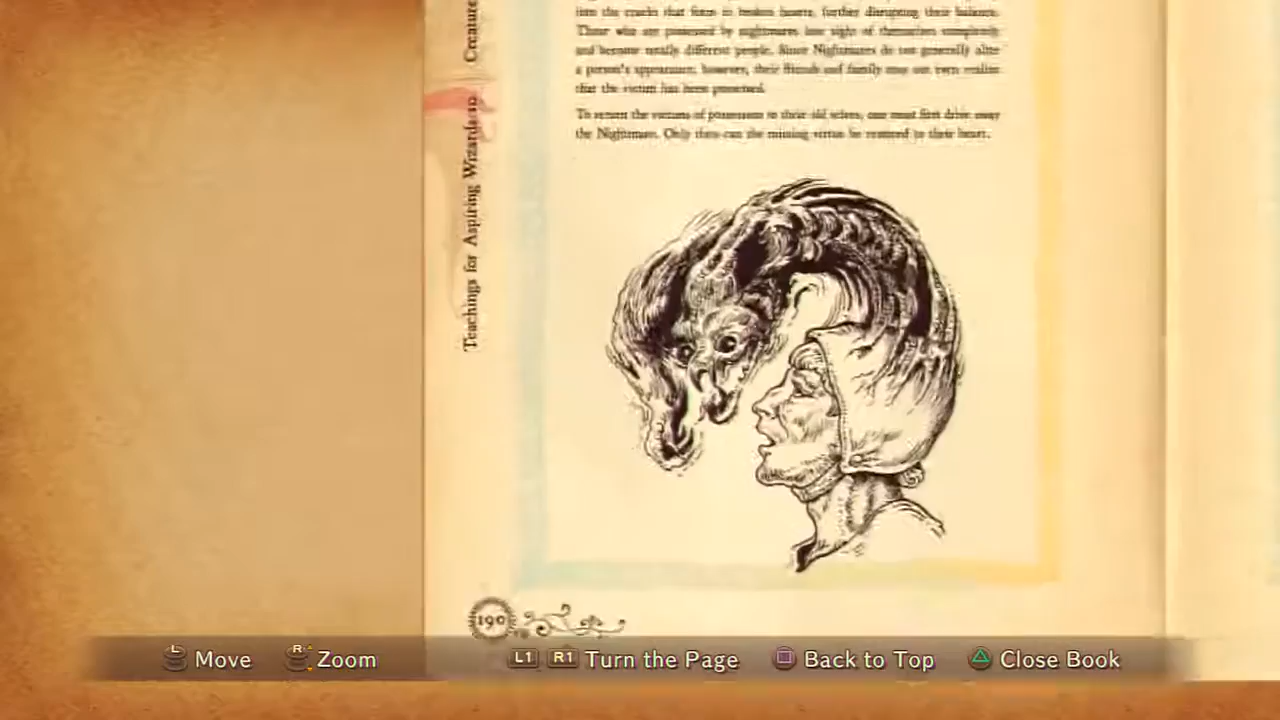 into the cracks that form in broken hearts, further disrupting their balance.
Those who are possessed by nightmares lose sight of themselves completely
and become totally different people. Since Nightmares do not generally alter
a person's appearance, however, their friends and family may not even realize
that the victim has been possessed.
To return the victims of possession to their old selves, one must first drive away
the Nightmare. Only then can the missing virtue be restored to their heart.
Teachings for Aspiring Wizards 10
Creature
190
L Move
R Zoom
L1 R1 Turn the Page
Back to Top
Close Book